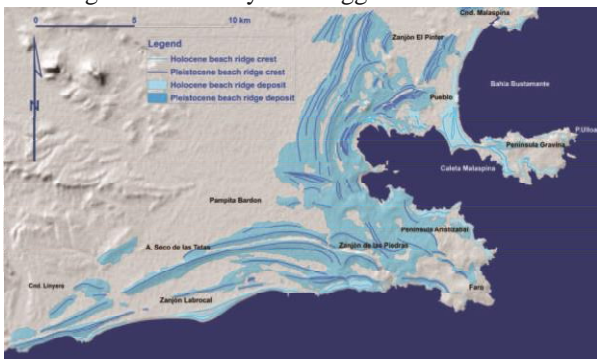 0 5 10 km
N
Legend
Holocene beach ridge crest
Pleistocene beach ridge crest
Holocene beach ridge deposit
Pleistocene beach ridge deposit
Cnd. Malaspina
Zanjón El Pinter
Bahía Bustamante
Pueblo
P.Ulloa
Península Gravina
Caleta Malaspina
Pampita Bardon
Península Aristizabal
A. Seco de las Tetas
Zanjón de las Piedras
Cnd. Linyera
Faro
Zanjón Labrocal